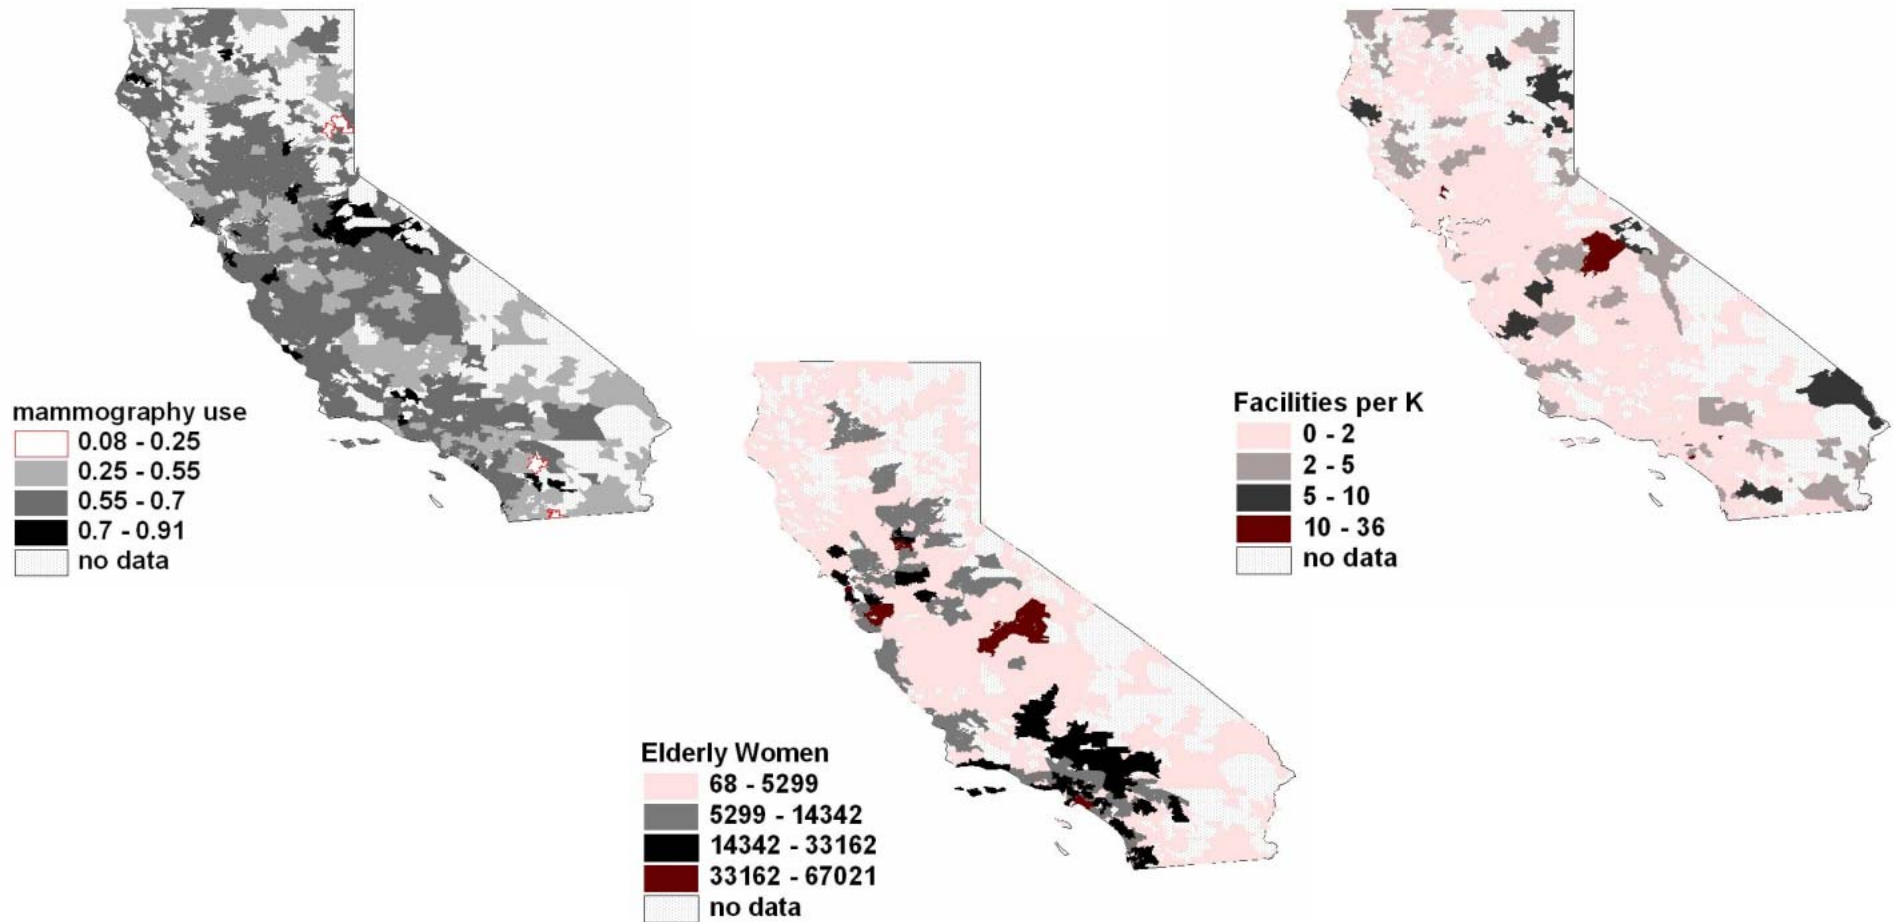 mammography use
0.08 - 0.25
0.25 - 0.55
0.55 - 0.7
0.7 - 0.91
no data
Elderly Women
68 - 5299
5299 - 14342
14342 - 33162
33162 - 67021
no data
Facilities per K
0 - 2
2 - 5
5 - 10
10 - 36
no data